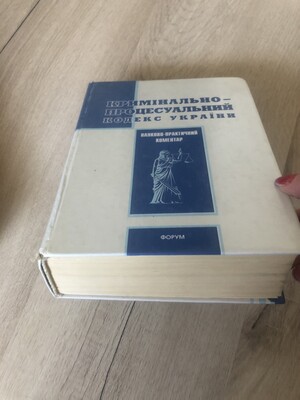 КРИМІНАЛЬНО –
ПРОЦЕСУАЛЬНИЙ
КОДЕКС УКРАЇНИ
НАУКОВО-ПРАКТИЧНИЙ
КОМЕНТАР
ФОРУМ